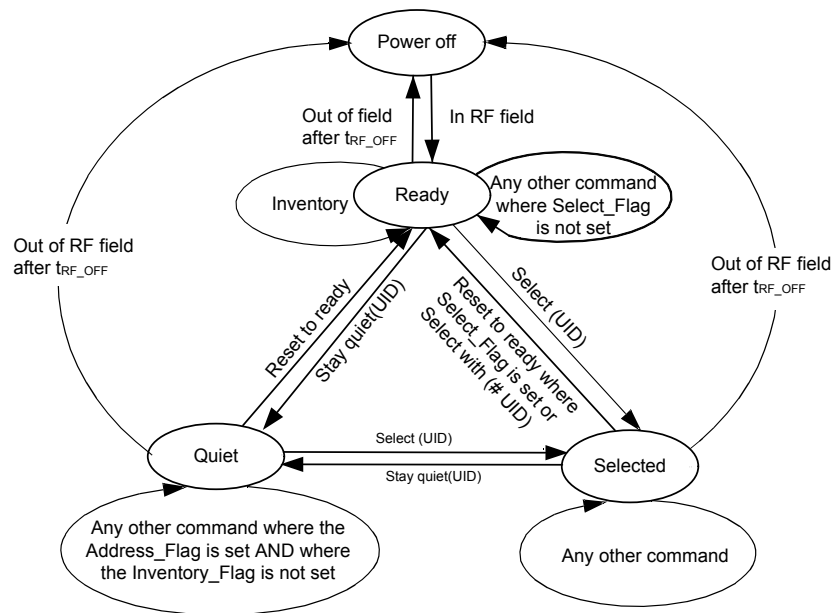 Power off
Out of field
after tRF_OFF
In RF field
Inventory
Ready
Any other command
where Select_Flag
is not set
Out of RF field
after tRF_OFF
Out of RF field
after tRF_OFF
Reset to ready
Stay quiet(UID)
Select (UID)
Reset to ready where
Select_Flag is set or
Select with (# UID)
Quiet
Select (UID)
Stay quiet(UID)
Selected
Any other command where the
Address_Flag is set AND where
the Inventory_Flag is not set
Any other command